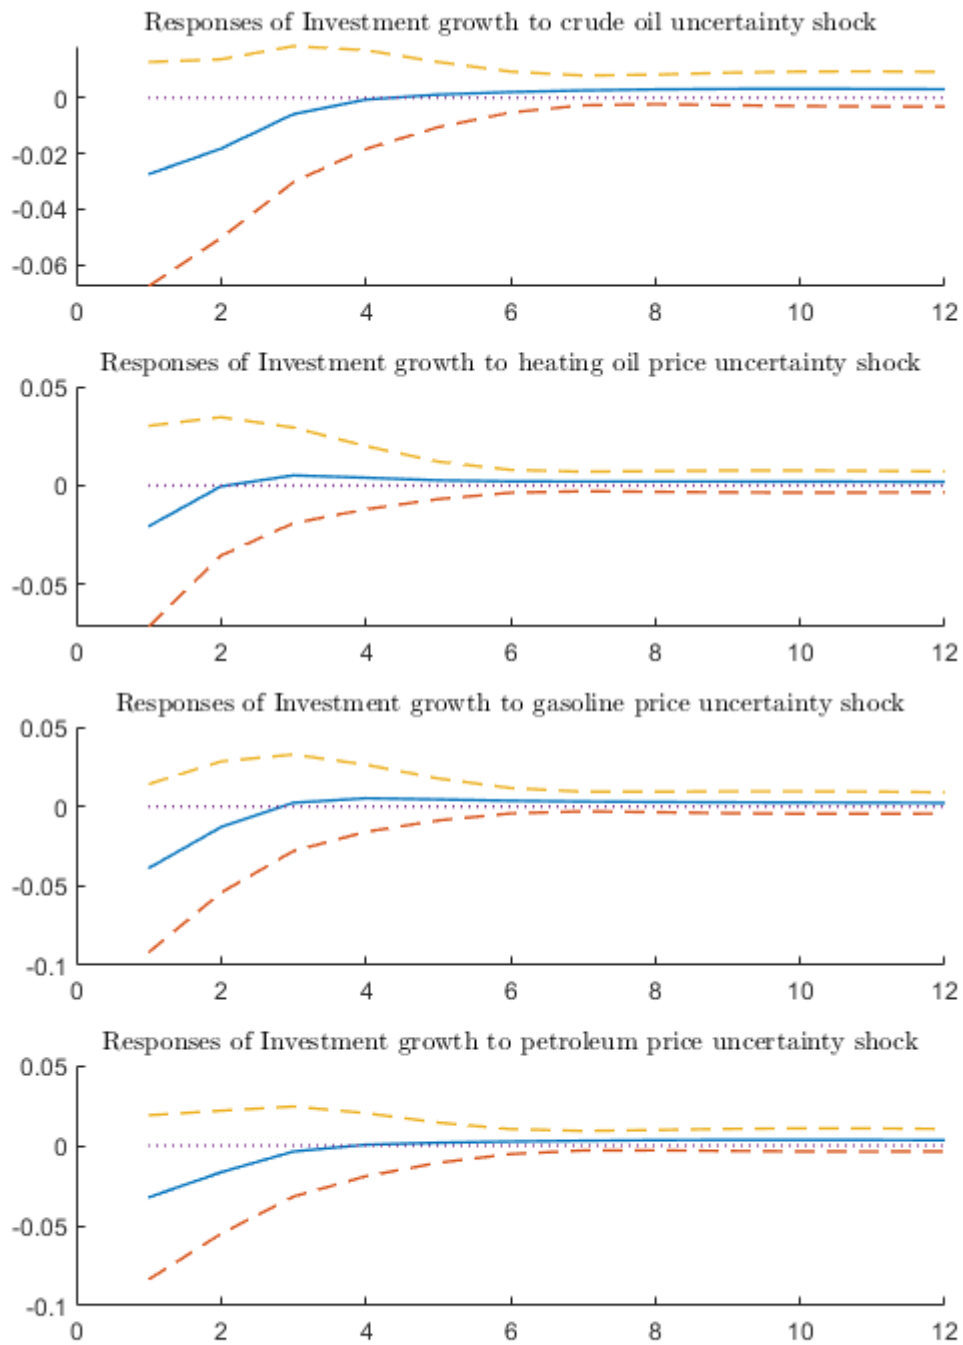 Responses of Investment growth to crude oil uncertainty shock
0
-0.02
-0.04
-0.06
0 2 4 6 8 10 12
Responses of Investment growth to heating oil price uncertainty shock
0.05
0
-0.05
0 2 4 6 8 10 12
Responses of Investment growth to gasoline price uncertainty shock
0.05
0
-0.05
-0.1
0 2 4 6 8 10 12
Responses of Investment growth to petroleum price uncertainty shock
0.05
0
-0.05
-0.1
0 2 4 6 8 10 12